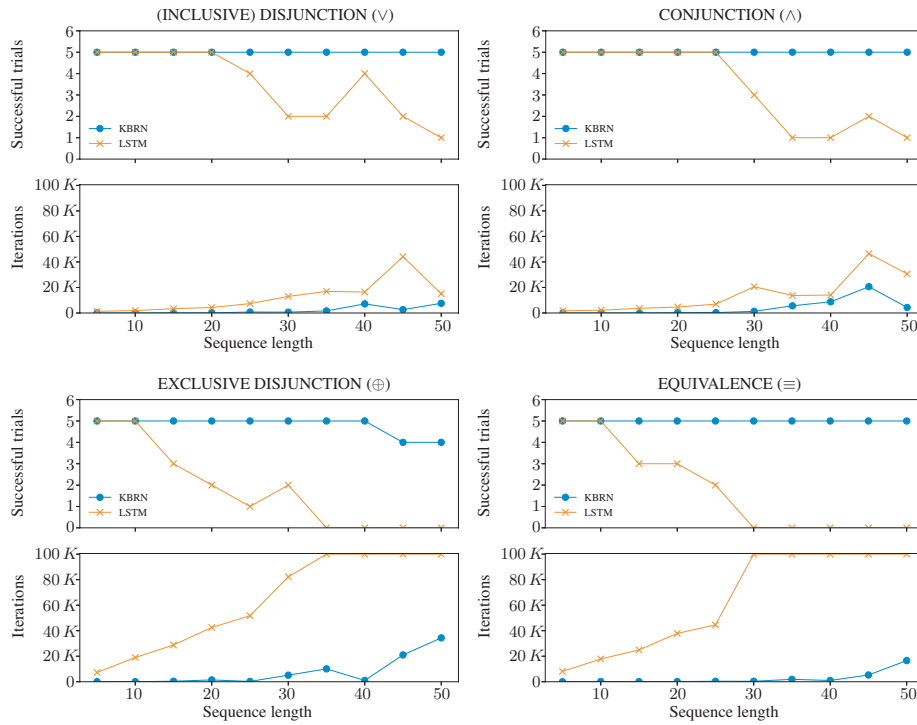 (INCLUSIVE) DISJUNCTION (∨)
6
5
4
3
2
1
0
Successful trials
KBRN
LSTM
100 K
80 K
60 K
40 K
20 K
0
Iterations
10 20 30 40 50
Sequence length
CONJUNCTION (∧)
6
5
4
3
2
1
0
Successful trials
KBRN
LSTM
100 K
80 K
60 K
40 K
20 K
0
Iterations
10 20 30 40 50
Sequence length
EXCLUSIVE DISJUNCTION (⊕)
6
5
4
3
2
1
0
Successful trials
KBRN
LSTM
100 K
80 K
60 K
40 K
20 K
0
Iterations
10 20 30 40 50
Sequence length
EQUIVALENCE (≡)
6
5
4
3
2
1
0
Successful trials
KBRN
LSTM
100 K
80 K
60 K
40 K
20 K
0
Iterations
10 20 30 40 50
Sequence length